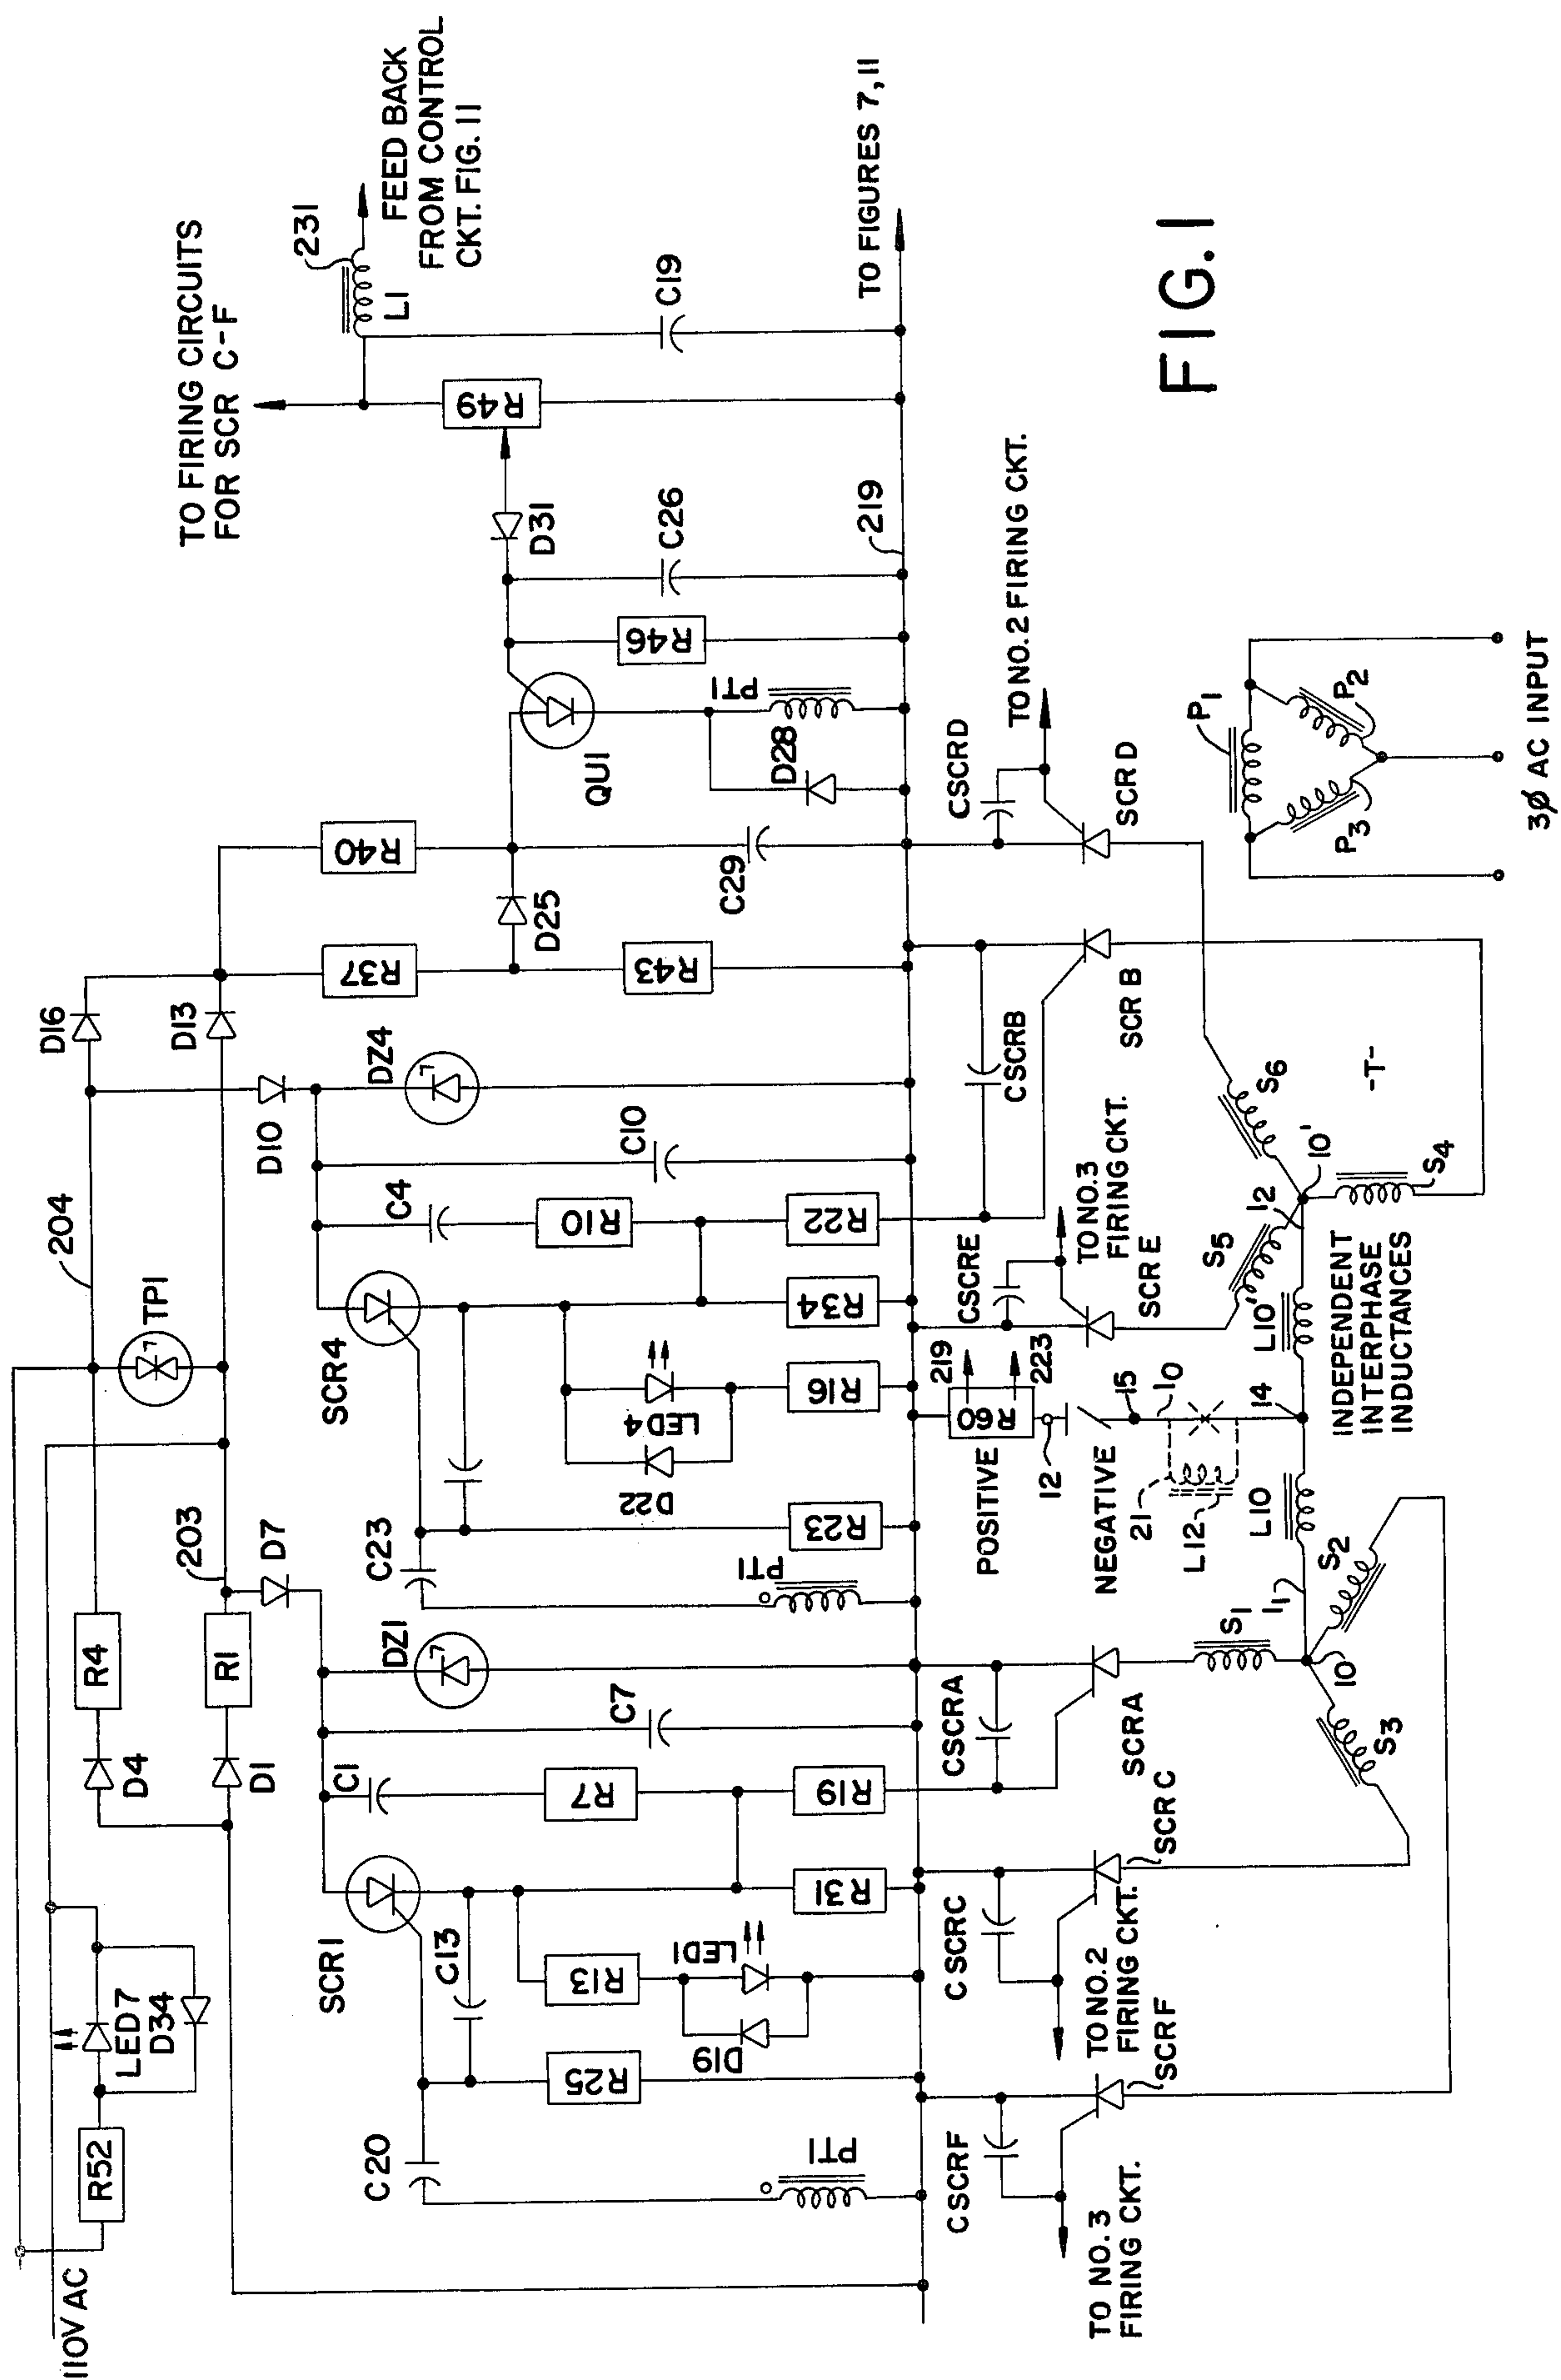 110V AC
R52
LED7
D34
D4
R4
D1
R1
203
D7
204
TP1
D16
D13
D10
TO FIRING CIRCUITS
FOR SCR C-F
231
L1
FEED BACK
FROM CONTROL
CKT. FIG. 11
SCR1
C1
C7
DZ1
C20
C13
R25
R13
LED1
D19
R7
R31
R19
PT1
SCR4
C23
C4
C10
DZ4
R10
R22
R34
R16
LED4
D22
R23
PT1
R37
R43
D25
R40
C29
QU1
D28
PT1
R46
C26
D31
R49
C19
219
TO FIGURES 7, 11
CSCRF
TO NO. 3
FIRING CKT.
SCR F
CSCRC
TO NO. 2
FIRING CKT.
SCR C
CSCRA
SCRA
S1
S2
S3
10
I1
L10
POSITIVE
R60
219
223
12
NEGATIVE
15
10
21
L12
14
CSCRE
TO NO.3
FIRING CKT.
SCR E
CSCRB
SCR B
CSCRD
TO NO. 2 FIRING CKT.
SCR D
S5
S6
S4
12
10'
L10'
INDEPENDENT
INTERPHASE
INDUCTANCES
-T-
P1
P2
P3
3Ø AC INPUT
FIG. 1